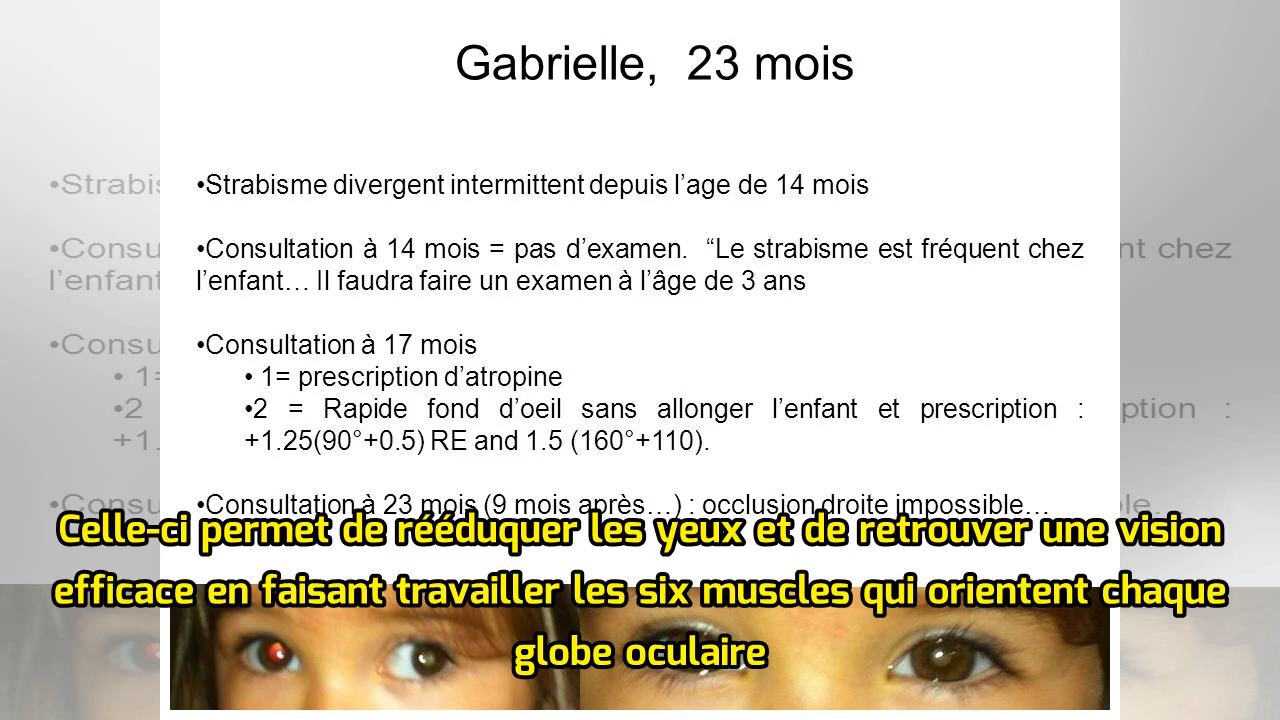 Gabrielle, 23 mois
•Strabisme divergent intermittent depuis l’age de 14 mois
•Consultation à 14 mois = pas d’examen. “Le strabisme est fréquent chez
l’enfant… Il faudra faire un examen à l’âge de 3 ans
•Consultation à 17 mois
• 1= prescription d’atropine
•2 = Rapide fond d’oeil sans allonger l’enfant et prescription :
+1.25(90°+0.5) RE and 1.5 (160°+110).
•Consultation à 23 mois (9 mois après…) : occlusion droite impossible…
Celle-ci permet de rééduquer les yeux et de retrouver une vision
efficace en faisant travailler les six muscles qui orientent chaque
globe oculaire